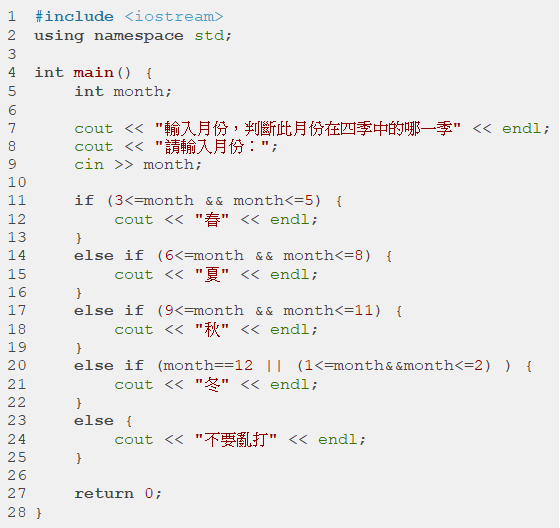 1 #include <iostream>
2 using namespace std;
3
4 int main() {
5     int month;
6
7     cout << "輸入月份，判斷此月份在四季中的哪一季" << endl;
8     cout << "請輸入月份：";
9     cin >> month;
10
11     if (3<=month && month<=5) {
12         cout << "春" << endl;
13     }
14     else if (6<=month && month<=8) {
15         cout << "夏" << endl;
16     }
17     else if (9<=month && month<=11) {
18         cout << "秋" << endl;
19     }
20     else if (month==12 || (1<=month&&month<=2) ) {
21         cout << "冬" << endl;
22     }
23     else {
24         cout << "不要亂打" << endl;
25     }
26
27     return 0;
28 }